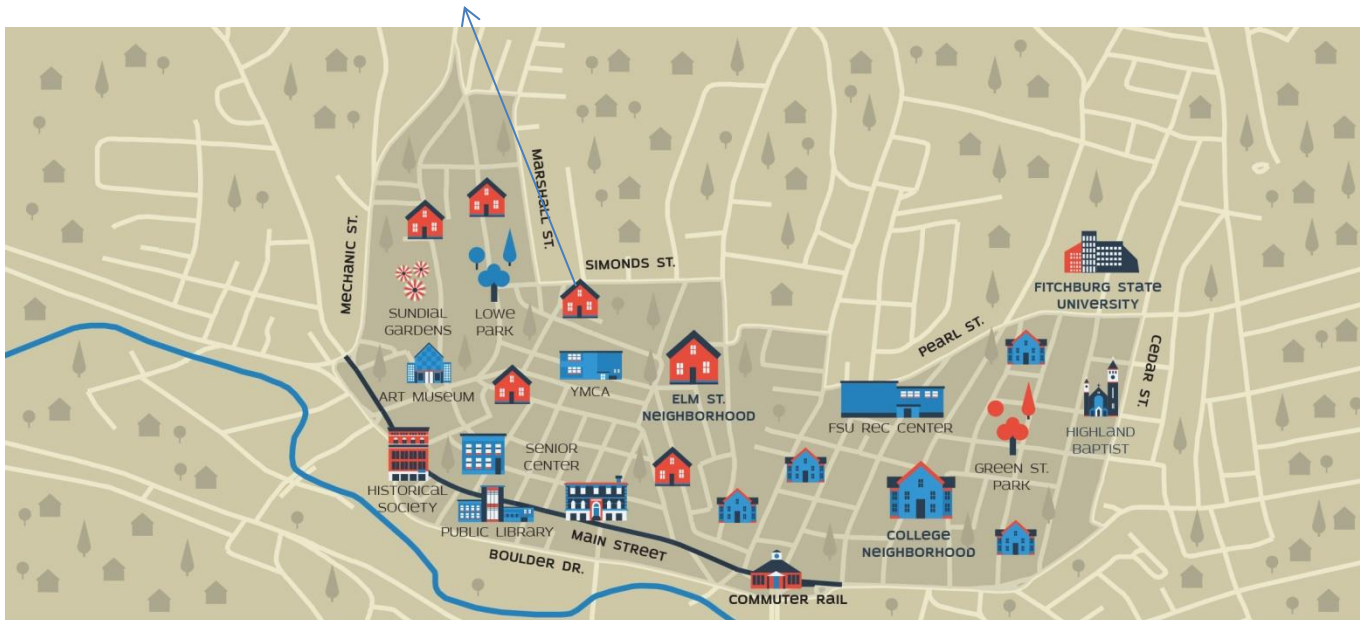 MECHANIC ST.
MARSHALL ST.
SIMONDS ST.
SUNDIAL
GARDENS
LOWE
PARK
FITCHBURG STATE
UNIVERSITY
PEARL ST.
CEDAR ST.
ART MUSEUM
YMCA
ELM ST.
NEIGHBORHOOD
FSU REC CENTER
HIGHLAND
BAPTIST
GREEN ST.
PARK
SENIOR
CENTER
HISTORICAL
SOCIETY
PUBLIC LIBRARY
MAIN STREET
BOULDER DR.
COLLEGE
NEIGHBORHOOD
COMMUTER RAIL